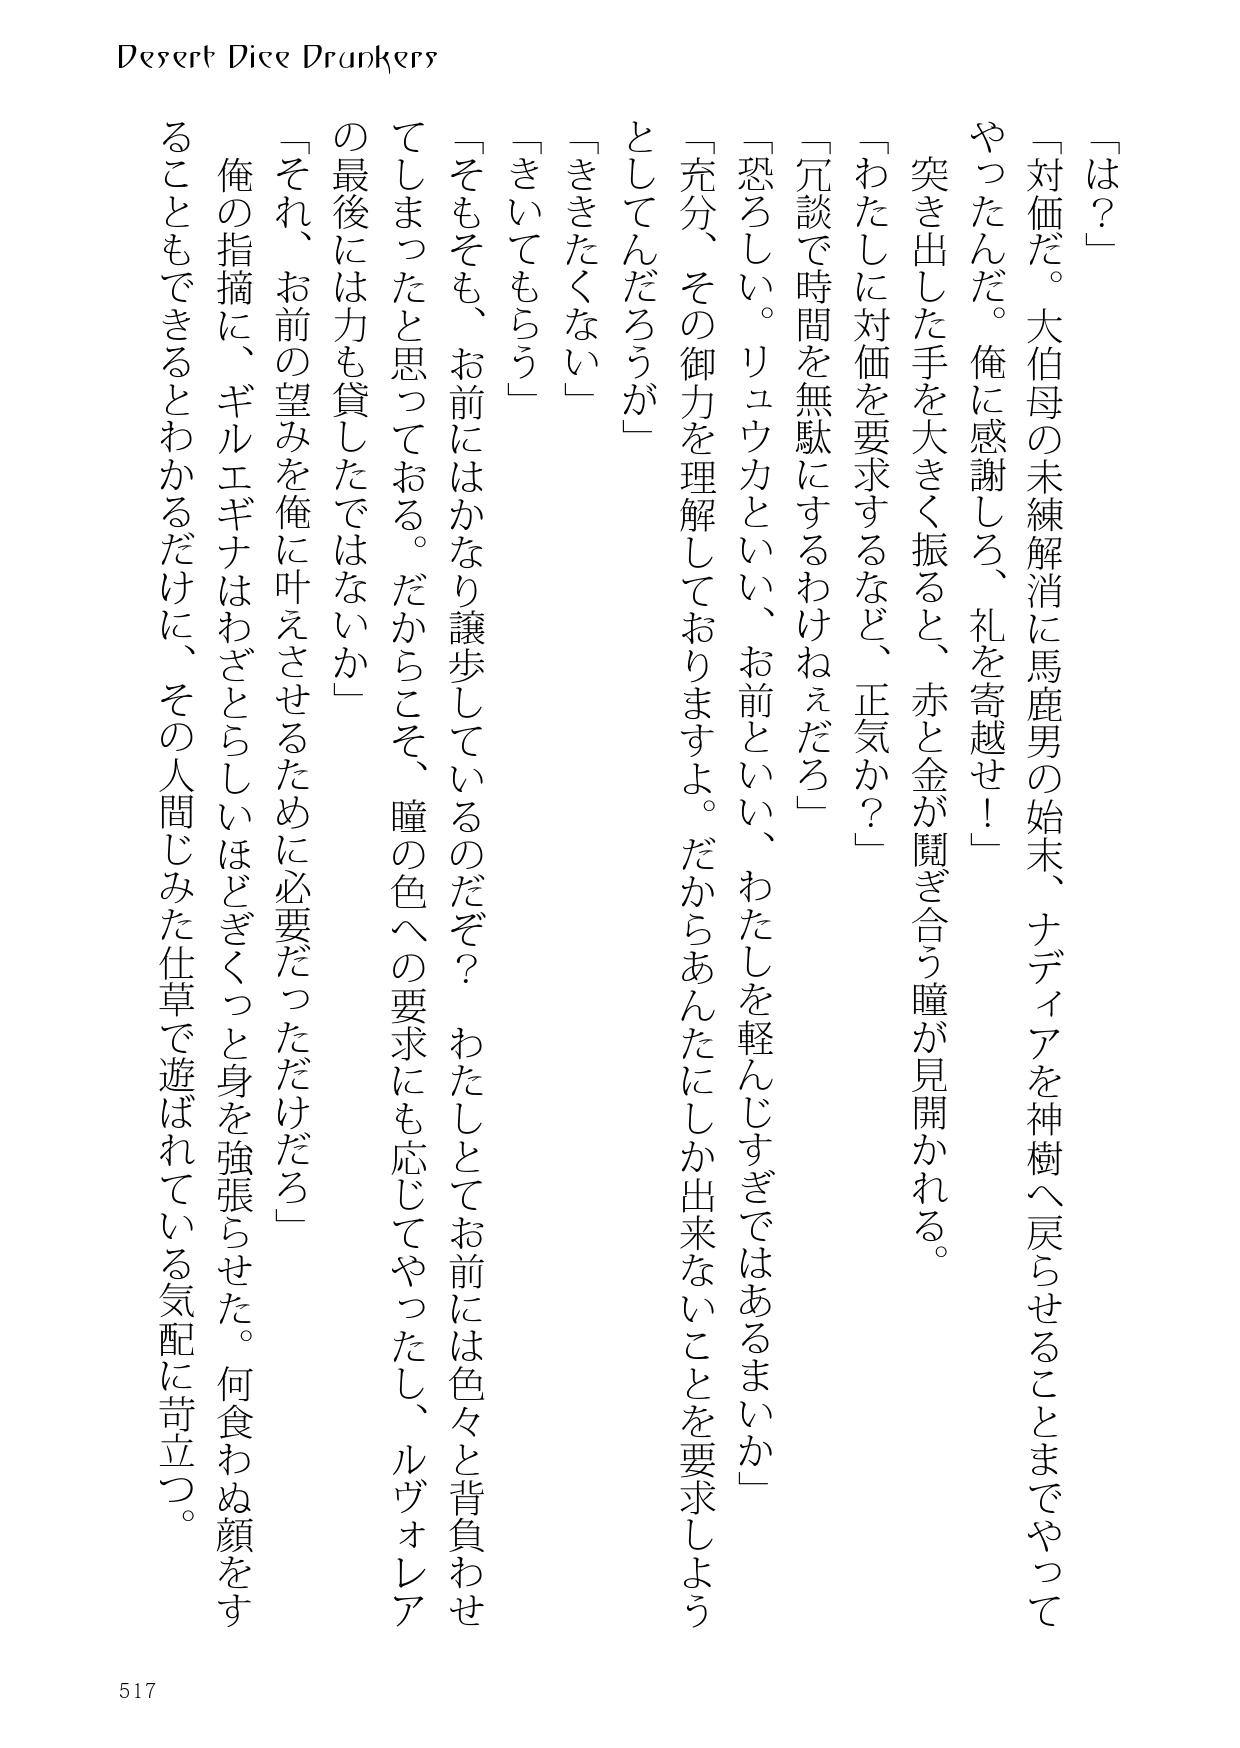 Desert Dice Drunkers
「は？」
「対価だ。大伯母の未練解消に馬鹿男の始末、ナディアを神樹へ戻らせることまでやって
やったんだ。俺に感謝しろ、礼を寄越せ！」
　突き出した手を大きく振ると、赤と金が鬩ぎ合う瞳が見開かれる。
「わたしに対価を要求するなど、正気か？」
「冗談で時間を無駄にするわけねぇだろ」
「恐ろしい。リュウカといい、お前といい、わたしを軽んじすぎではあるまいか」
「充分、その御力を理解しておりますよ。だからあんたにしか出来ないことを要求しよう
としてんだろうが」
「ききたくない」
「きいてもらう」
「そもそも、お前にはかなり譲歩しているのだぞ？　わたしとてお前には色々と背負わせ
てしまったと思っておる。だからこそ、瞳の色への要求にも応じてやったし、ルヴォレア
の最後には力も貸したではないか」
「それ、お前の望みを俺に叶えさせるために必要だっただけだろ」
　俺の指摘に、ギルエギナはわざとらしいほどぎくっと身を強張らせた。何食わぬ顔をす
ることもできるとわかるだけに、その人間じみた仕草で遊ばれている気配に苛立つ。
517